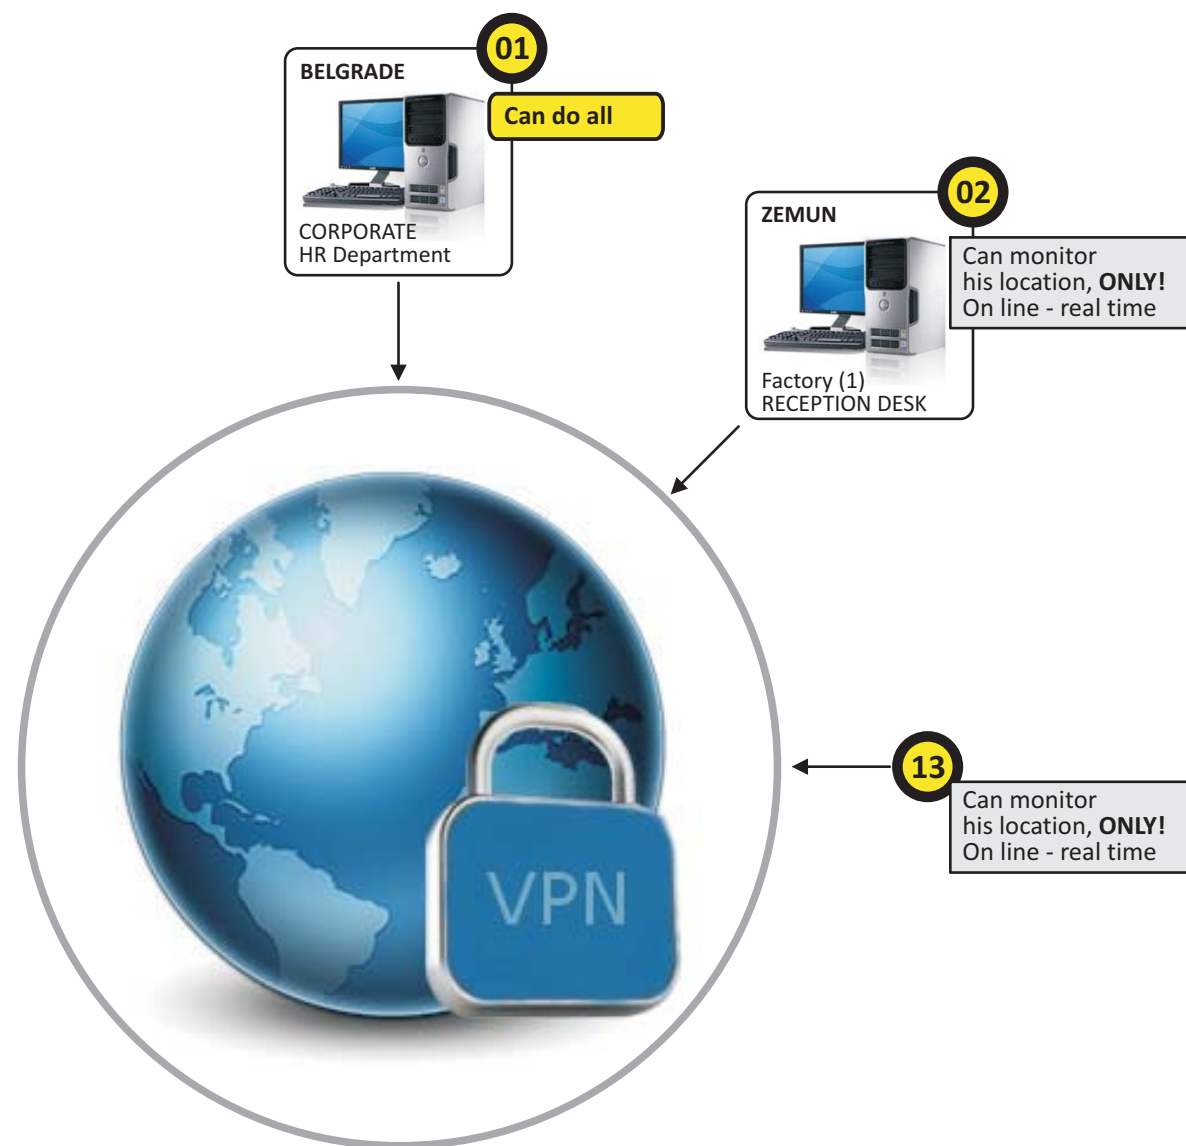 01
BELGRADE
Can do all
CORPORATE
HR Department
02
ZEMUN
Can monitor
his location, ONLY!
On line - real time
Factory (1)
RECEPTION DESK
13
Can monitor
his location, ONLY!
On line - real time
VPN